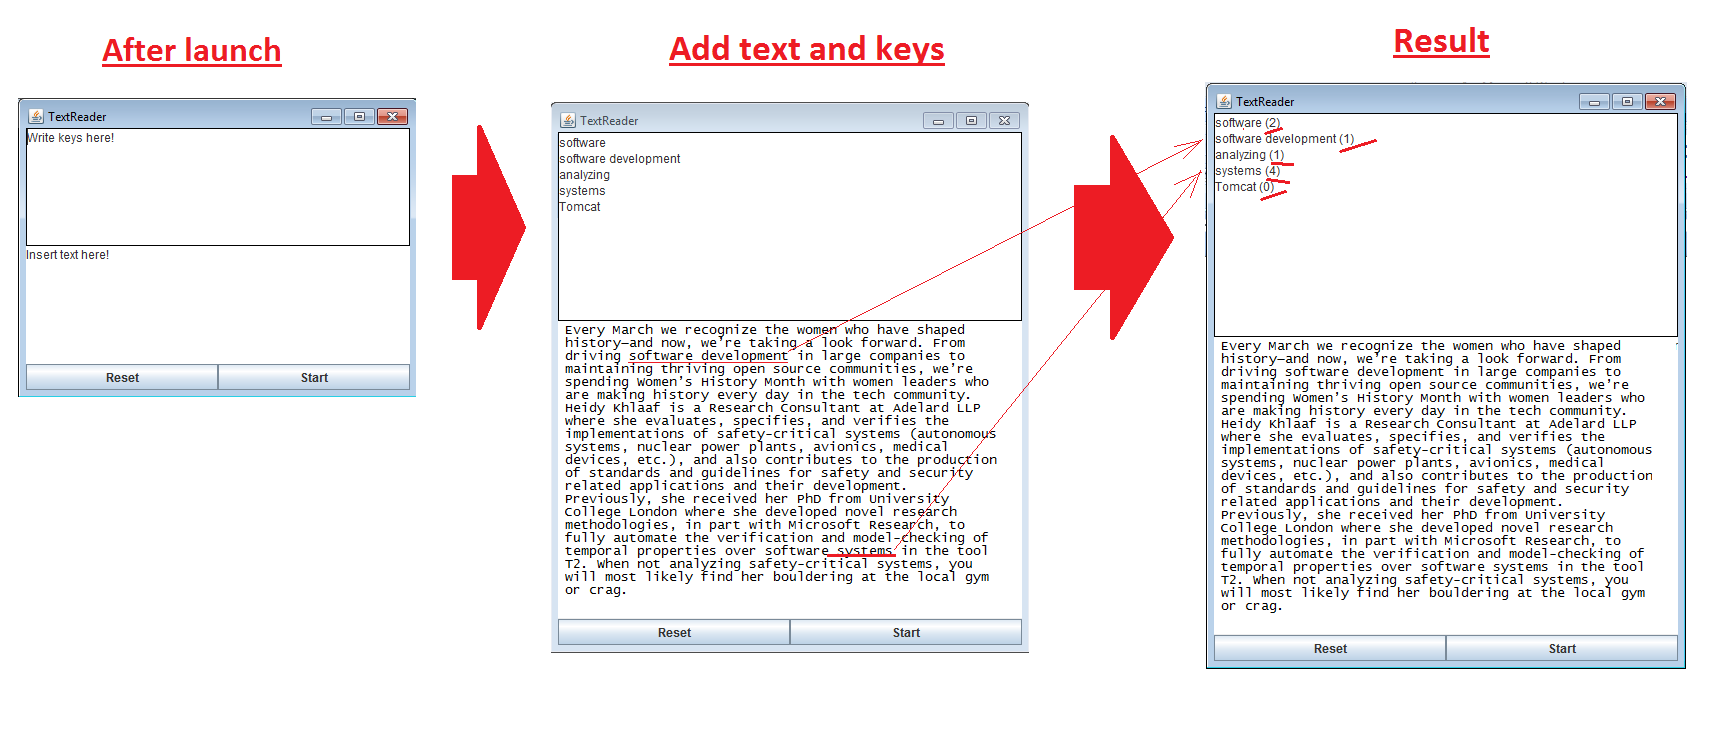 After launch
TextReader
Write keys here!
Insert text here!
Reset
Start
Add text and keys
TextReader
software
software development
analyzing
systems
Tomcat
Every March we recognize the women who have shaped
history—and now, we’re taking a look forward. From
driving software development in large companies to
maintaining thriving open source communities, we’re
spending Women’s History Month with women leaders who
are making history every day in the tech community.
Heidy Khlaaf is a Research Consultant at Adelard LLP
where she evaluates, specifies, and verifies the
implementations of safety-critical systems (autonomous
systems, nuclear power plants, avionics, medical
devices, etc.), and also contributes to the production
of standards and guidelines for safety and security
related applications and their development.
Previously, she received her PhD from University
College London where she developed novel research
methodologies, in part with Microsoft Research, to
fully automate the verification and model-checking of
temporal properties over software systems in the tool
T2. When not analyzing safety-critical systems, you
will most likely find her bouldering at the local gym
or crag.
Reset
Start
Result
TextReader
software (2)
software development (1)
analyzing (1)
systems (4)
Tomcat (0)
Every March we recognize the women who have shaped
history—and now, we’re taking a look forward. From
driving software development in large companies to
maintaining thriving open source communities, we’re
spending Women’s History Month with women leaders who
are making history every day in the tech community.
Heidy Khlaaf is a Research Consultant at Adelard LLP
where she evaluates, specifies, and verifies the
implementations of safety-critical systems (autonomous
systems, nuclear power plants, avionics, medical
devices, etc.), and also contributes to the production
of standards and guidelines for safety and security
related applications and their development.
Previously, she received her PhD from University
College London where she developed novel research
methodologies, in part with Microsoft Research, to
fully automate the verification and model-checking of
temporal properties over software systems in the tool
T2. When not analyzing safety-critical systems, you
will most likely find her bouldering at the local gym
or crag.
Reset
Start